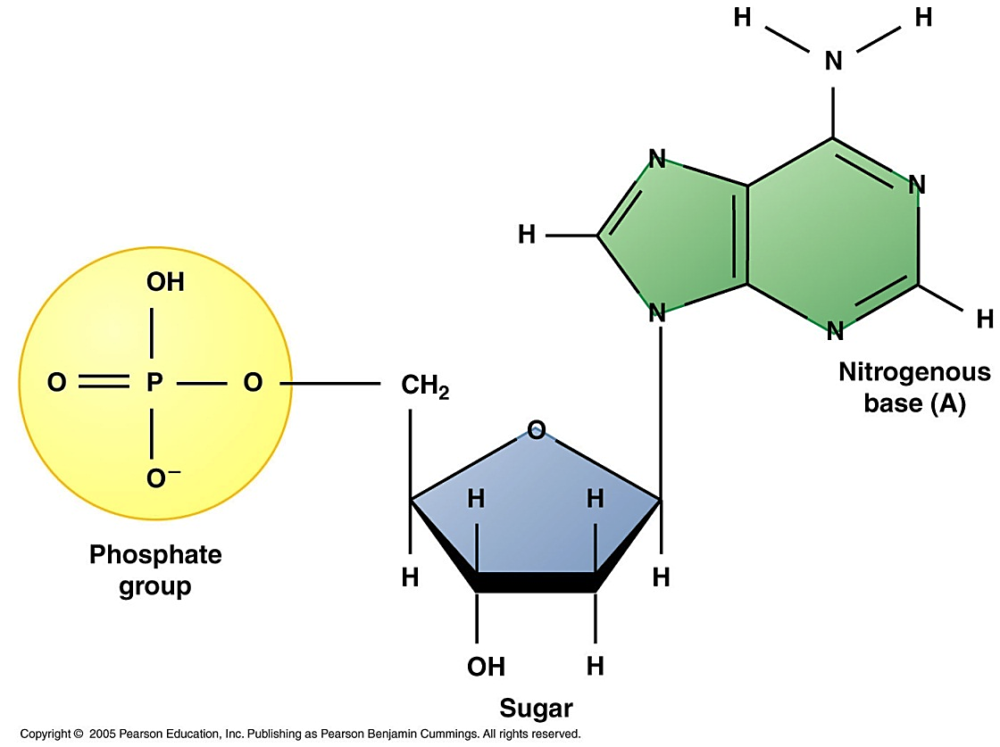 H H
N
N
N
H
N
N
H
Nitrogenous
base (A)
OH
O P O CH₂
O⁻
Phosphate
group
O
H H
H H
OH H
Sugar
Copyright © 2005 Pearson Education, Inc. Publishing as Pearson Benjamin Cummings. All rights reserved.